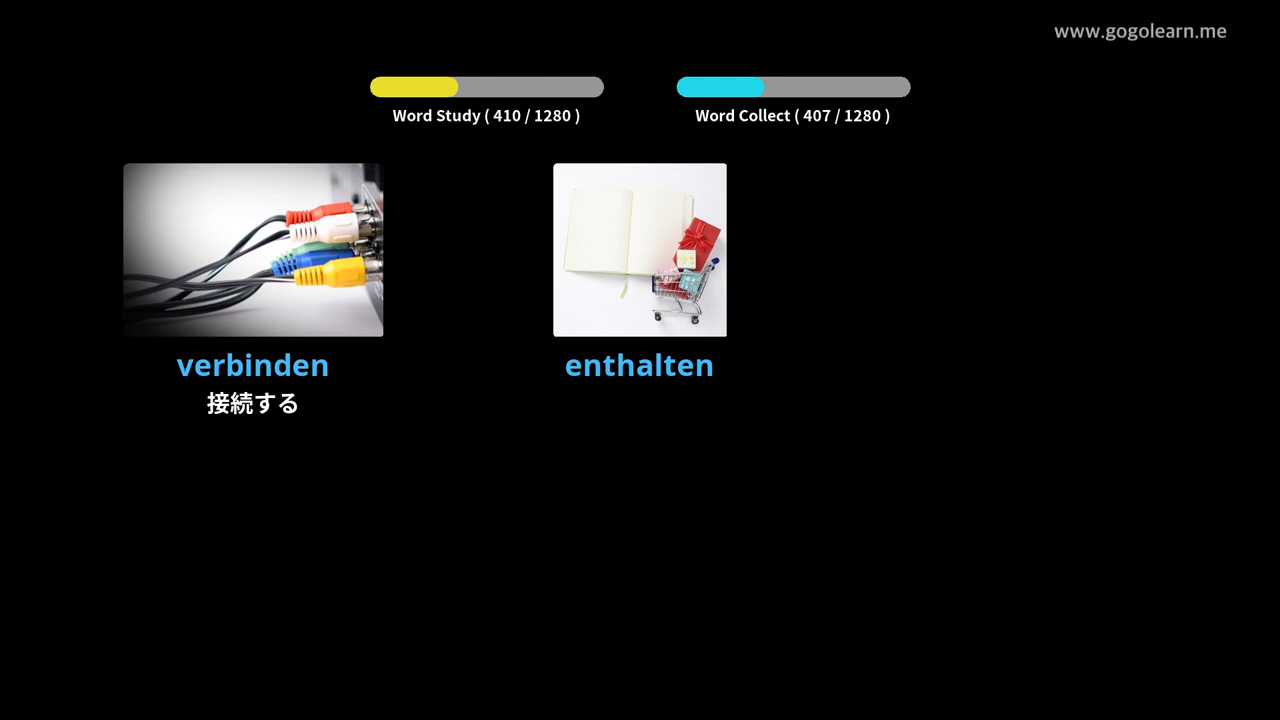 www.gogolearn.me
Word Study ( 410 / 1280 )
Word Collect ( 407 / 1280 )
verbinden
接続する
enthalten